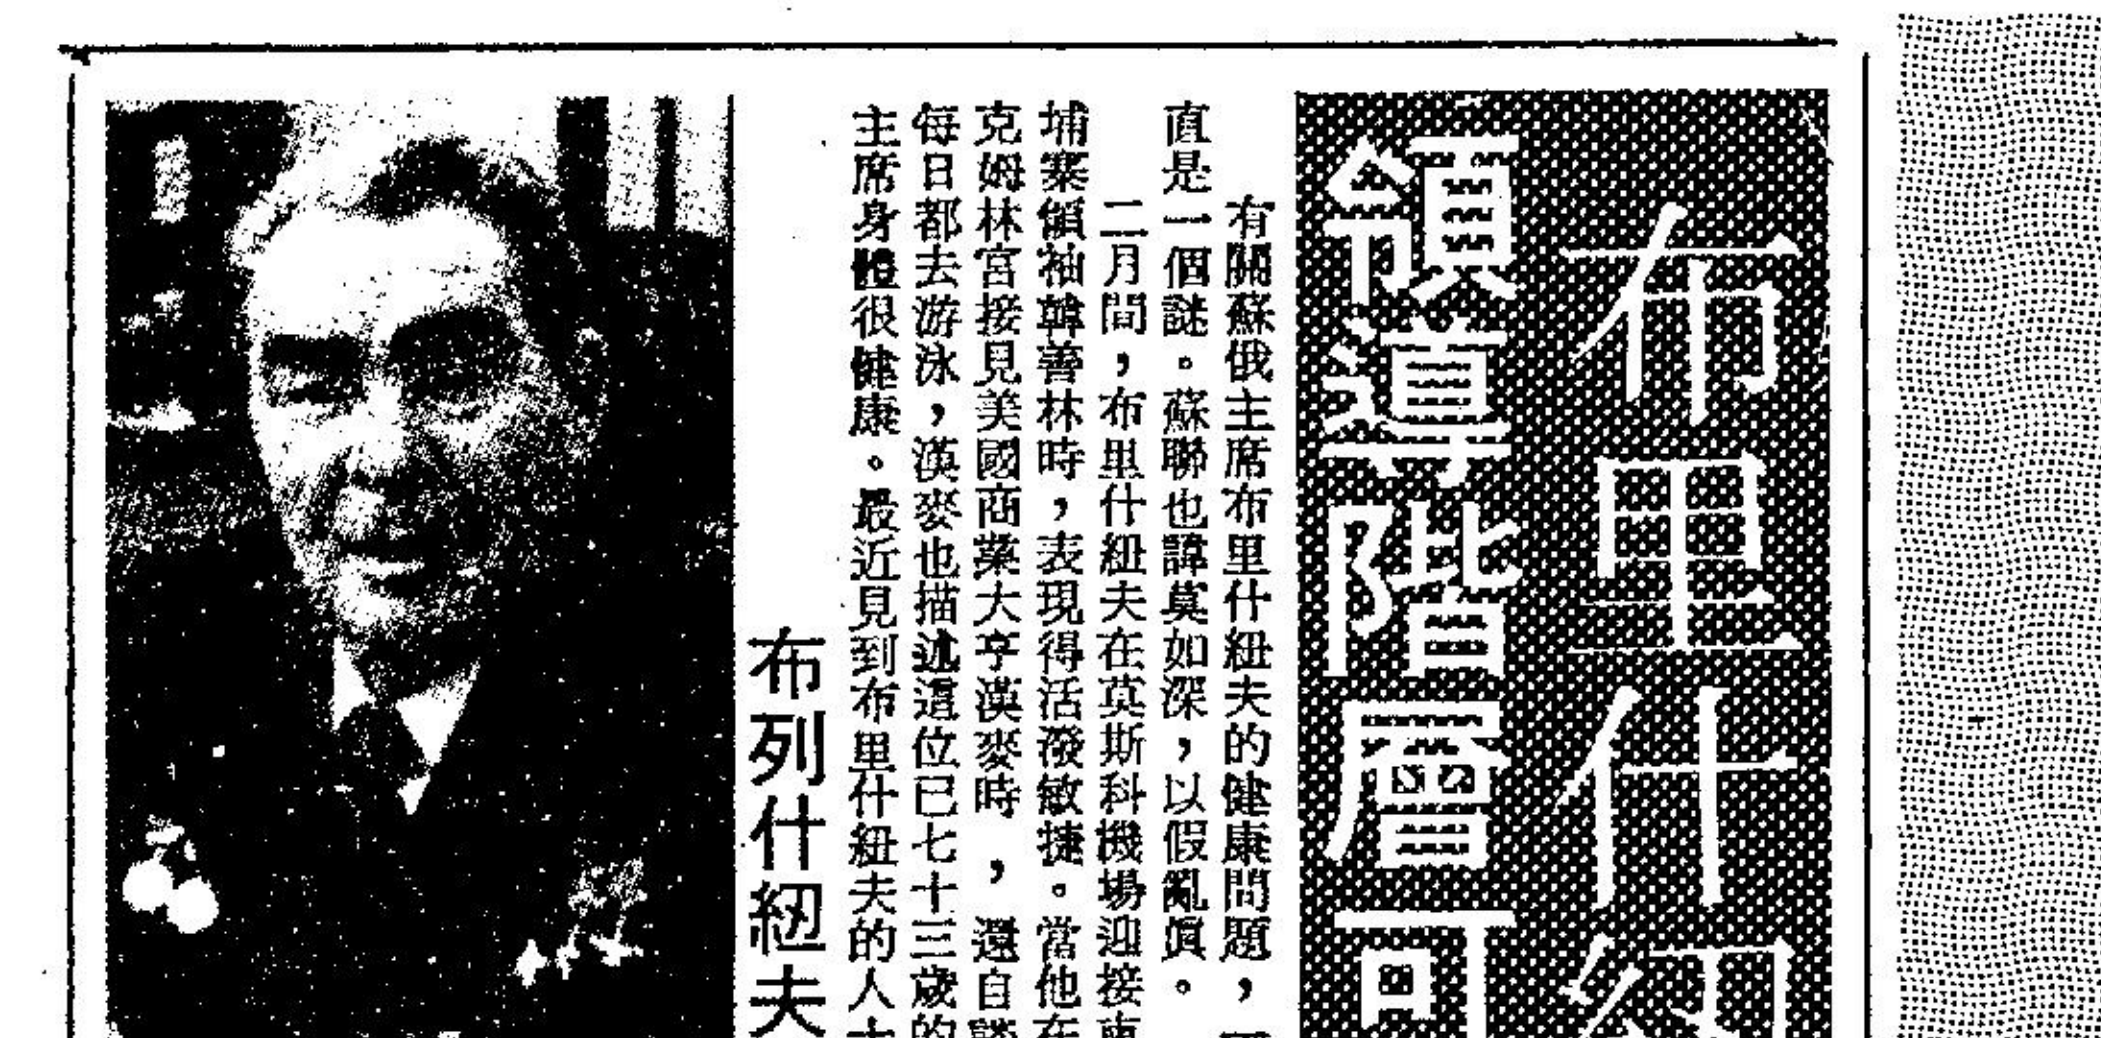 布里什紐
領導階層可
有關蘇俄主席布里什紐夫的健康問題，
直是一個謎。蘇聯也諱莫如深，以假亂眞。
二月間，布里什紐夫在莫斯科機場迎接柬
埔寨領袖韓善林時，表現得活潑敏捷。當他在
克姆林宮接見美國商業大亨漢麥時，還自談
每日都去游泳，漢麥也描述這位已七十三歲的
主席身體很健康。最近見到布里什紐夫的人士
布列什紐夫